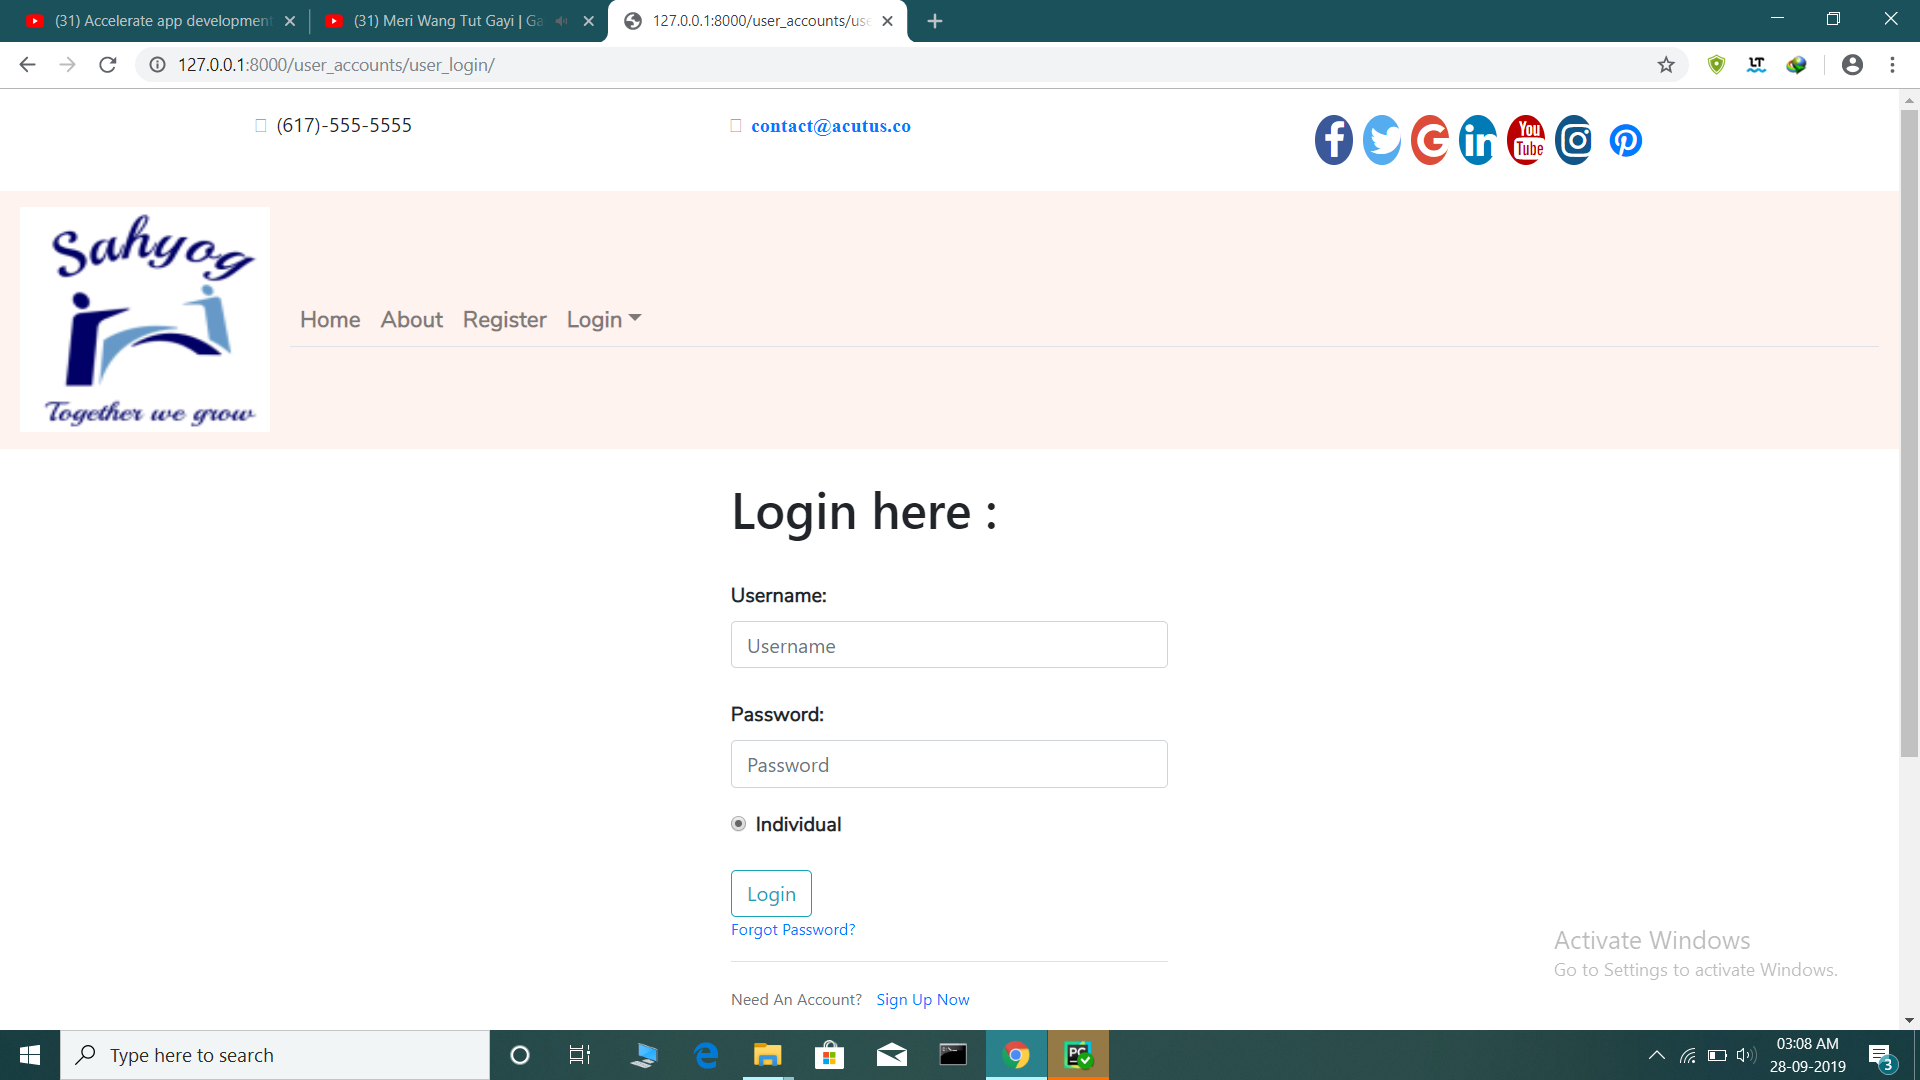 (31) Accelerate app development
(31) Meri Wang Tut Gayi | Ga
127.0.0.1:8000/user_accounts/use
127.0.0.1:8000/user_accounts/user_login/
LT
(617)-555-5555
contact@acutus.co
You
Tube
Sahyog
Together we grow
Home About Register Login
Login here :
Username:
Username
Password:
Password
Individual
Login
Forgot Password?
Need An Account? Sign Up Now
Activate Windows
Go to Settings to activate Windows.
Type here to search
PC
03:08 AM
28-09-2019
3